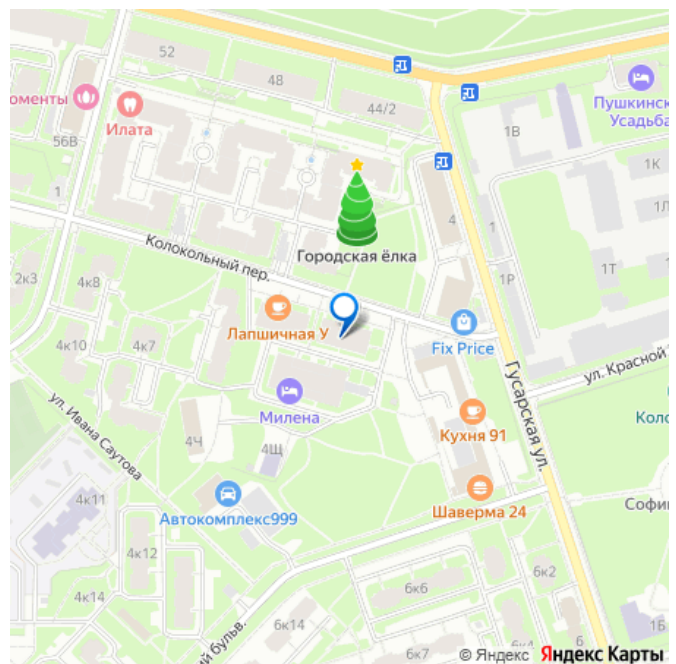 52
48
44/2
оменты
Илата
56В
Пушкинск
Усадьба
1В
1К
1
1Л
4
1
Городская ёлка
Колокольный пер.
1Т
1Р
2к3
4к8
Лапшичная У
Fix Price
4к10
4к7
Гусарская ул.
ул. Красной
Милена
ул. Ивана Саутова
Кухня 91
Коло
4Ч
4Щ
4к11
Автокомплекс999
Шаверма 24
Софи
4к12
6к6
6к2
4к14
6к14
ий бульв.
6к7
1Б
© Яндекс Яндекс Карты